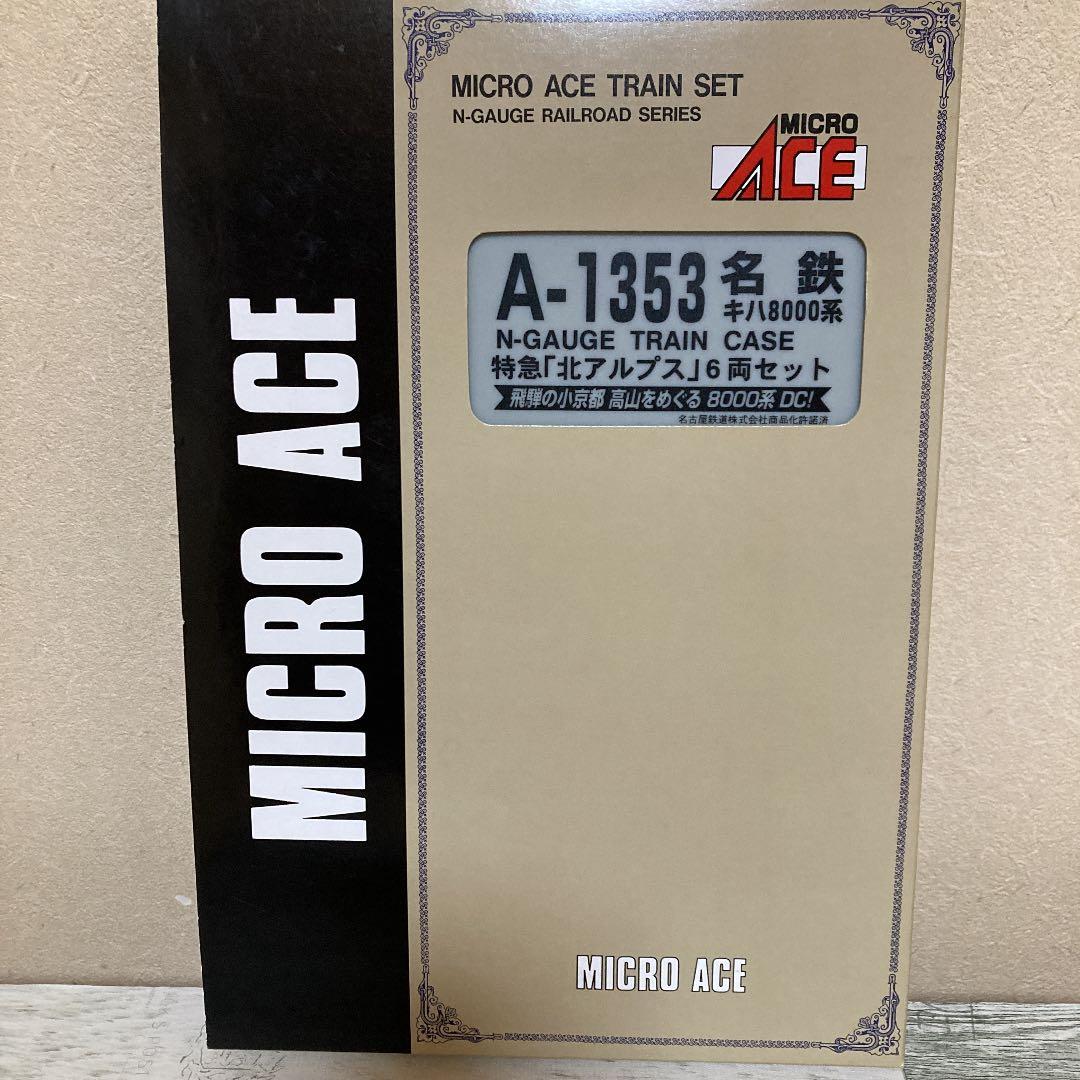 MICRO ACE
MICRO ACE TRAIN SET
N-GAUGE RAILROAD SERIES
MICRO
ACE
A-1353 名鉄
キハ8000系
N-GAUGE TRAIN CASE
特急「北アルプス」6両セット
飛騨の小京都 高山をめぐる 8000系 DC!
名古屋鉄道株式会社商品化許諾済
MICRO ACE